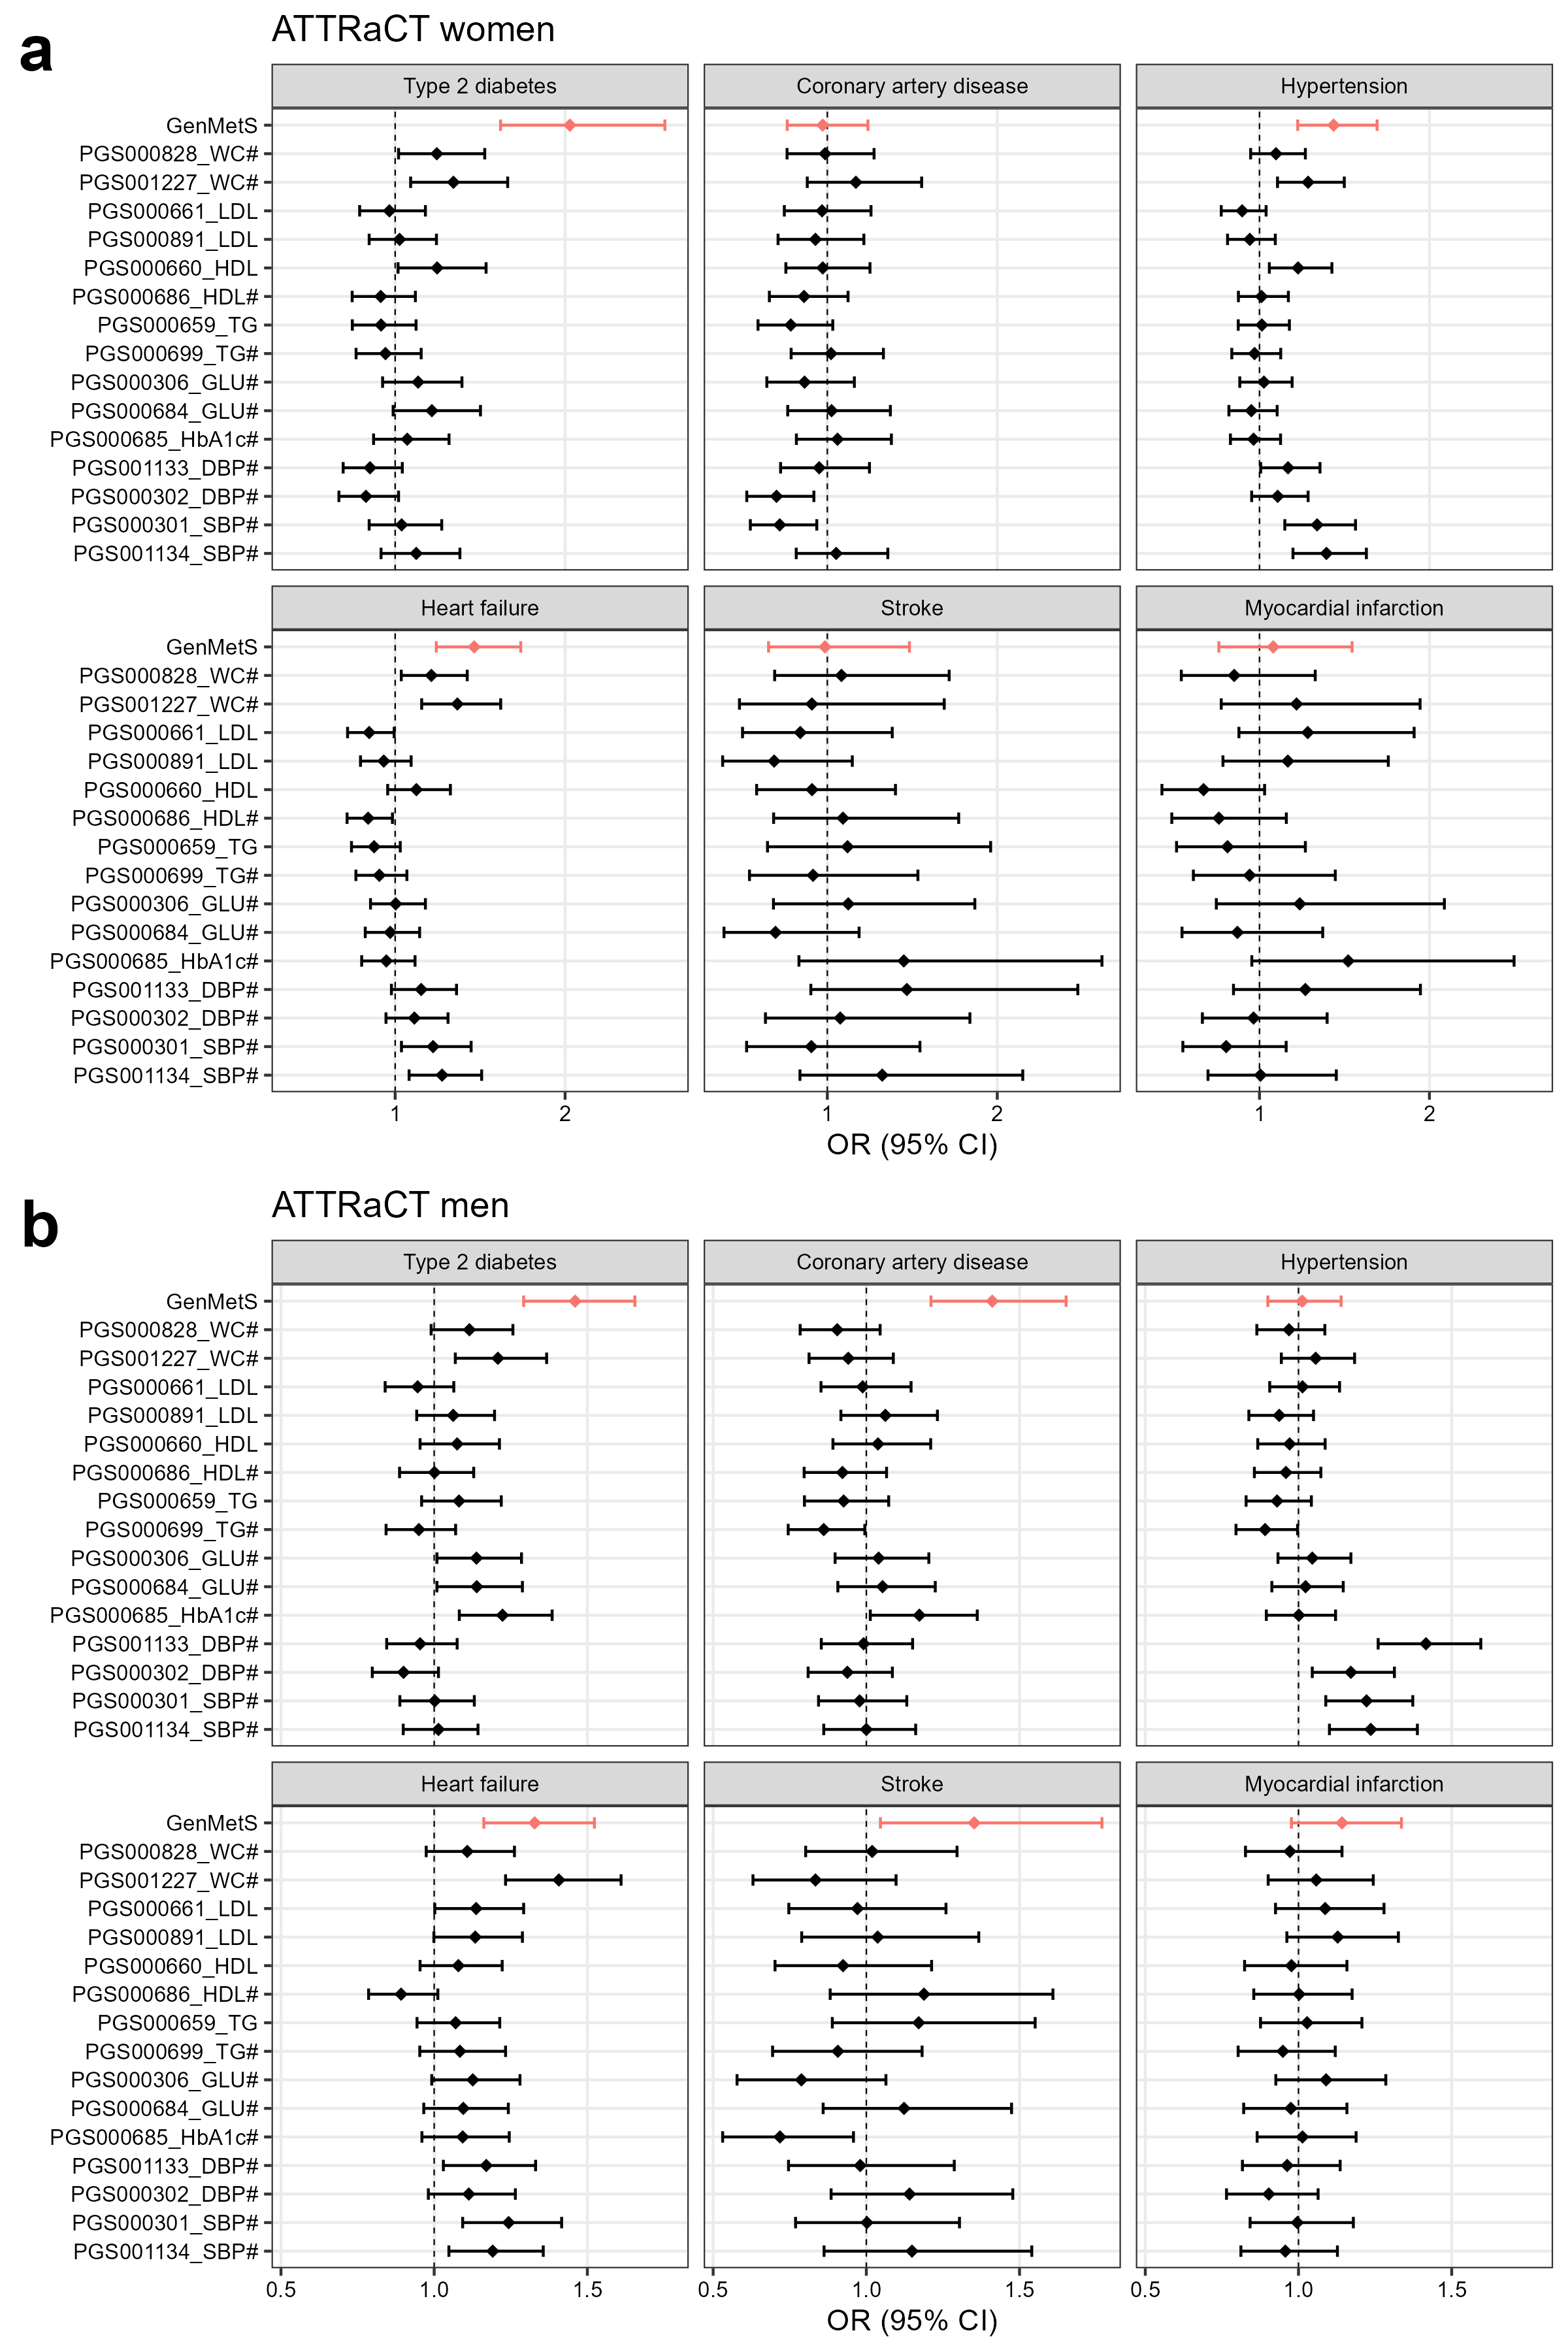 a
ATTRaCT women
Type 2 diabetes
Coronary artery disease
Hypertension
GenMetS
PGS000828_WC#
PGS001227_WC#
PGS000661_LDL
PGS000891_LDL
PGS000660_HDL
PGS000686_HDL#
PGS000659_TG
PGS000699_TG#
PGS000306_GLU#
PGS000684_GLU#
PGS000685_HbA1c#
PGS001133_DBP#
PGS000302_DBP#
PGS000301_SBP#
PGS001134_SBP#
Heart failure
Stroke
Myocardial infarction
GenMetS
PGS000828_WC#
PGS001227_WC#
PGS000661_LDL
PGS000891_LDL
PGS000660_HDL
PGS000686_HDL#
PGS000659_TG
PGS000699_TG#
PGS000306_GLU#
PGS000684_GLU#
PGS000685_HbA1c#
PGS001133_DBP#
PGS000302_DBP#
PGS000301_SBP#
PGS001134_SBP#
1 2 1 2 1 2
OR (95% CI)
b
ATTRaCT men
Type 2 diabetes
Coronary artery disease
Hypertension
GenMetS
PGS000828_WC#
PGS001227_WC#
PGS000661_LDL
PGS000891_LDL
PGS000660_HDL
PGS000686_HDL#
PGS000659_TG
PGS000699_TG#
PGS000306_GLU#
PGS000684_GLU#
PGS000685_HbA1c#
PGS001133_DBP#
PGS000302_DBP#
PGS000301_SBP#
PGS001134_SBP#
Heart failure
Stroke
Myocardial infarction
GenMetS
PGS000828_WC#
PGS001227_WC#
PGS000661_LDL
PGS000891_LDL
PGS000660_HDL
PGS000686_HDL#
PGS000659_TG
PGS000699_TG#
PGS000306_GLU#
PGS000684_GLU#
PGS000685_HbA1c#
PGS001133_DBP#
PGS000302_DBP#
PGS000301_SBP#
PGS001134_SBP#
0.5 1.0 1.5 0.5 1.0 1.5 0.5 1.0 1.5
OR (95% CI)